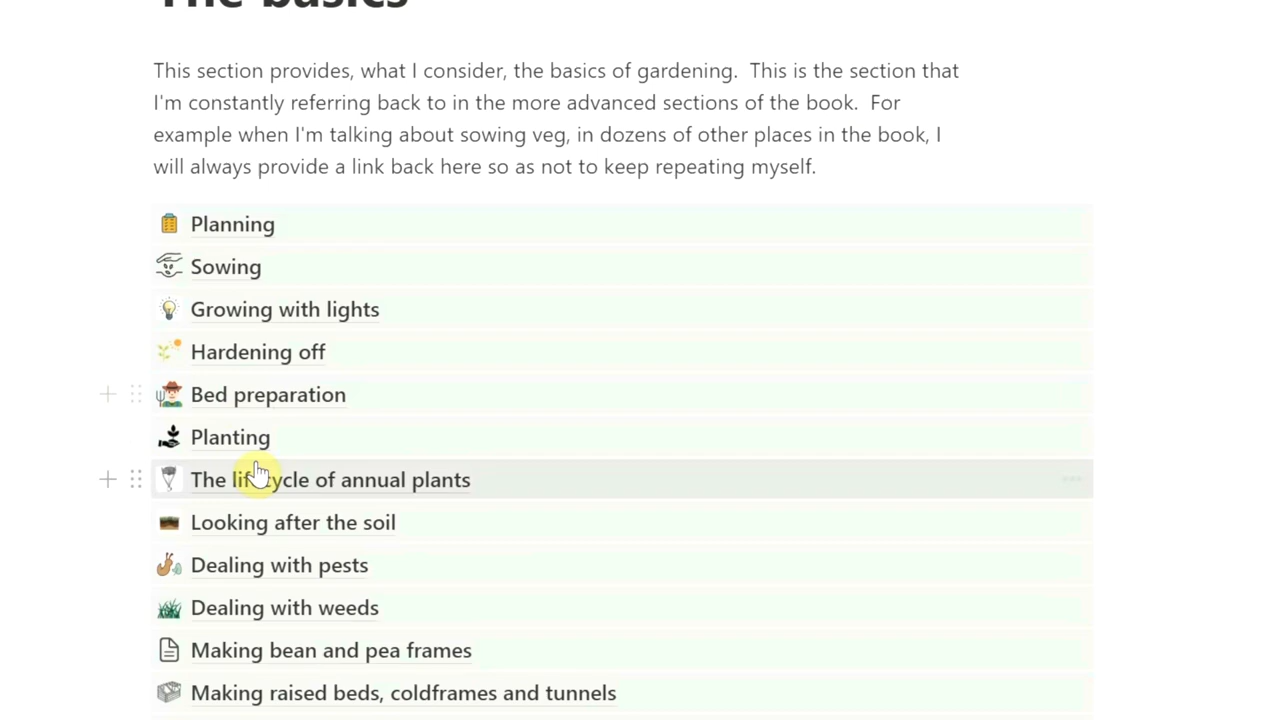 The basics
This section provides, what I consider, the basics of gardening.  This is the section that
I'm constantly referring back to in the more advanced sections of the book.  For
example when I'm talking about sowing veg, in dozens of other places in the book, I
will always provide a link back here so as not to keep repeating myself.
Planning
Sowing
Growing with lights
Hardening off
Bed preparation
Planting
The lifecycle of annual plants
Looking after the soil
Dealing with pests
Dealing with weeds
Making bean and pea frames
Making raised beds, coldframes and tunnels